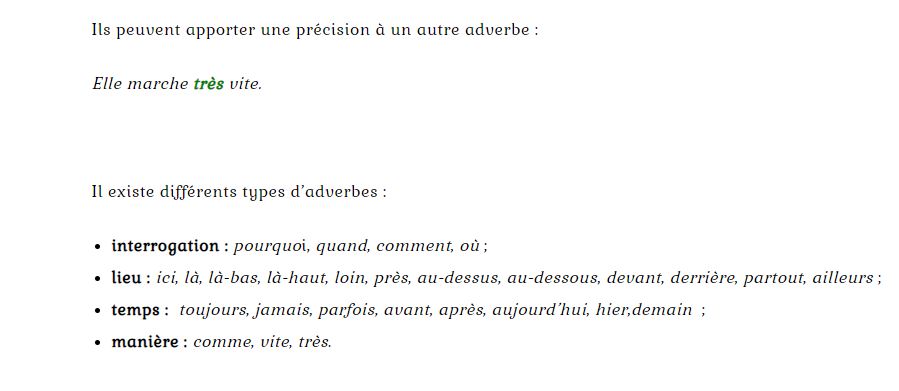 Ils peuvent apporter une précision à un autre adverbe :
Elle marche très vite.
Il existe différents types d’adverbes :
• interrogation : pourquoi, quand, comment, où ;
• lieu : ici, là, là-bas, là-haut, loin, près, au-dessus, au-dessous, devant, derrière, partout, ailleurs ;
• temps :  toujours, jamais, parfois, avant, après, aujourd’hui, hier,demain  ;
• manière : comme, vite, très.